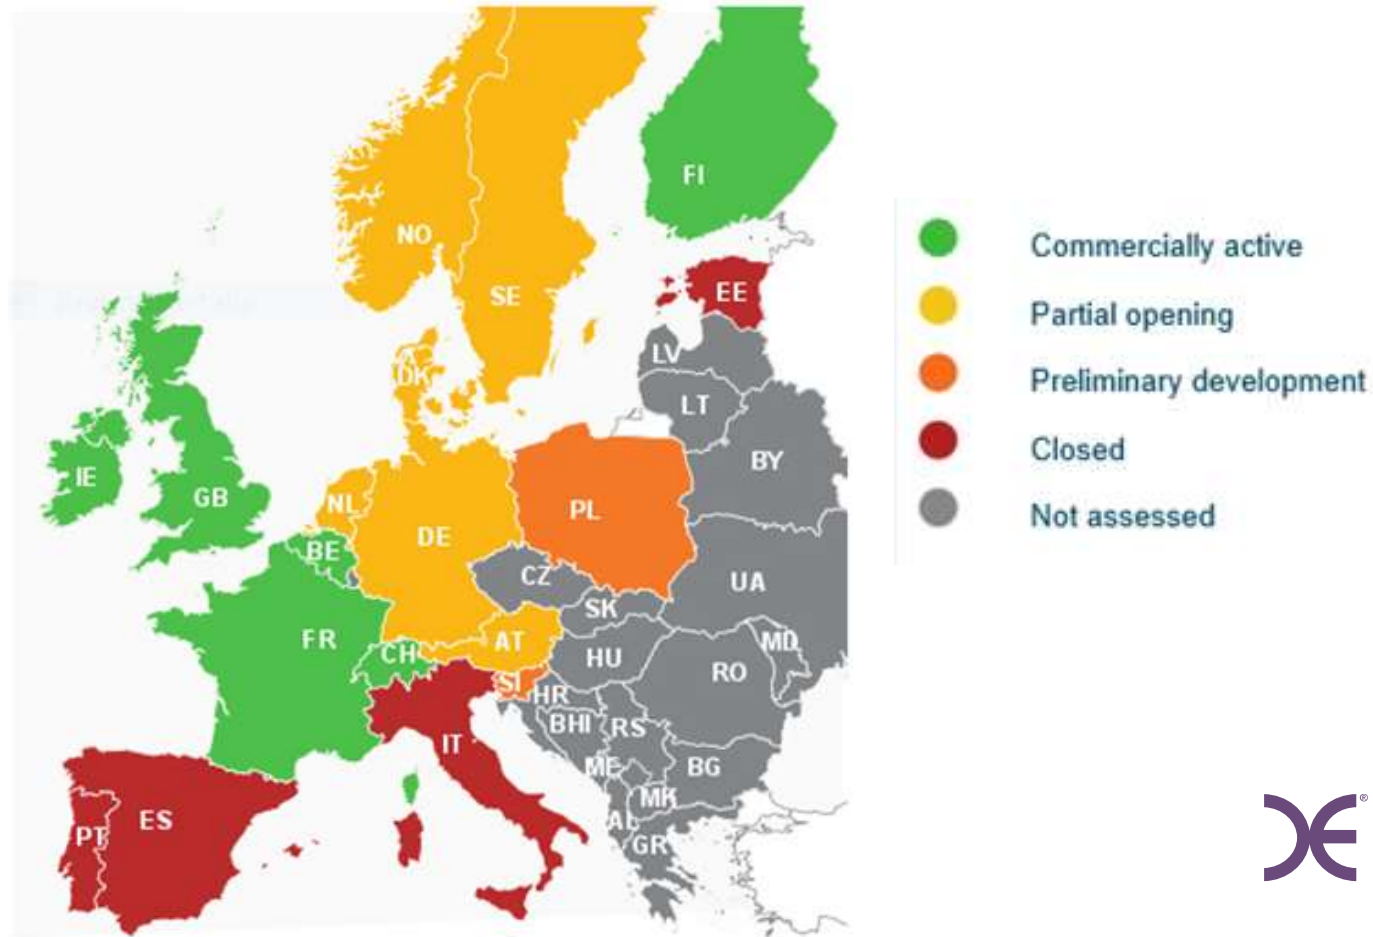 FI
NO
SE
EE
LV
DK
LT
BY
IE
GB
NL
PL
DE
BE
CZ
UA
SK
FR
AT
MD
CH
HU
RO
SI
HR
BHI
RS
IT
ME
BG
MK
ES
AL
PT
GR
Commercially active
Partial opening
Preliminary development
Closed
Not assessed
®